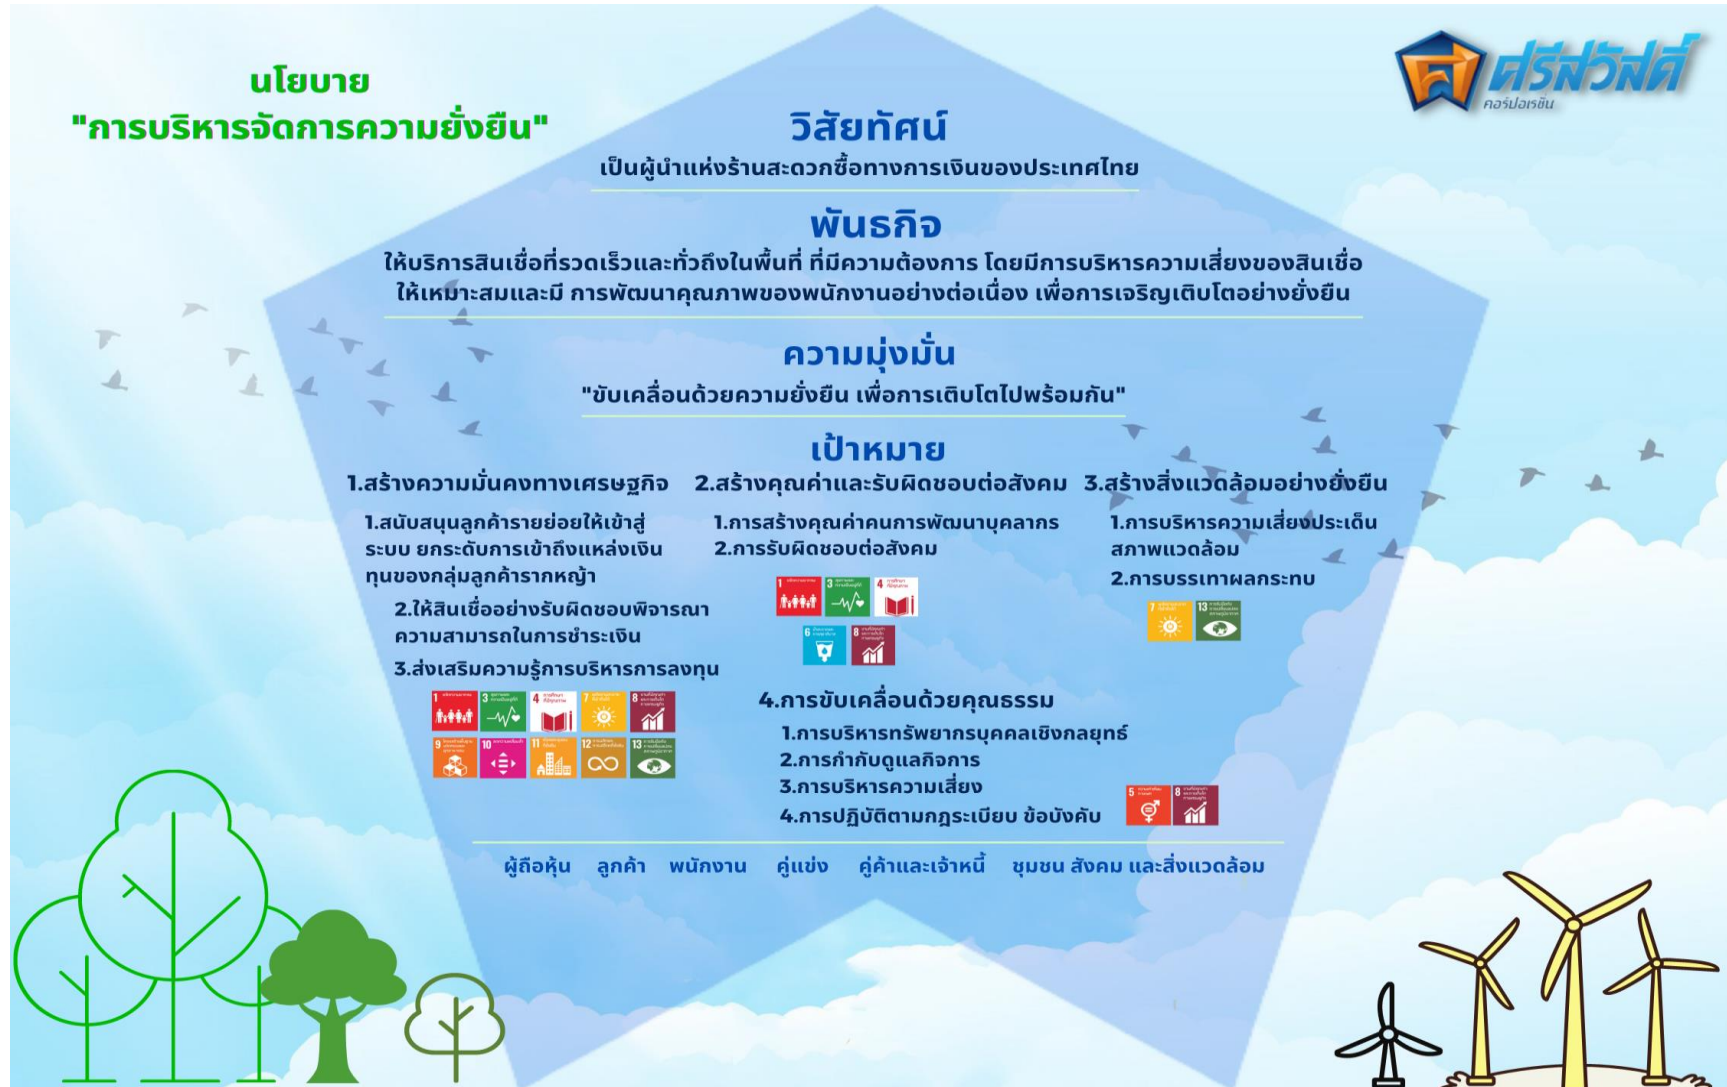 นโยบาย
"การบริหารจัดการความยั่งยืน"
ศรีสวัสดิ์
คอร์ปอเรชั่น
วิสัยทัศน์
เป็นผู้นำแห่งร้านสะดวกซื้อทางการเงินของประเทศไทย
พันธกิจ
ให้บริการสินเชื่อที่รวดเร็วและทั่วถึงในพื้นที่ ที่มีความต้องการ โดยมีการบริหารความเสี่ยงของสินเชื่อ
ให้เหมาะสมและมี การพัฒนาคุณภาพของพนักงานอย่างต่อเนื่อง เพื่อการเจริญเติบโตอย่างยั่งยืน
ความมุ่งมั่น
"ขับเคลื่อนด้วยความยั่งยืน เพื่อการเติบโตไปพร้อมกัน"
เป้าหมาย
1.สร้างความมั่นคงทางเศรษฐกิจ
1.สนับสนุนลูกค้ารายย่อยให้เข้าสู่
ระบบ ยกระดับการเข้าถึงแหล่งเงิน
ทุนของกลุ่มลูกค้ารากหญ้า
2.ให้สินเชื่ออย่างรับผิดชอบพิจารณา
ความสามารถในการชำระเงิน
3.ส่งเสริมความรู้การบริหารการลงทุน
1
3
4
7
8
9
10
11
12
13
2.สร้างคุณค่าและรับผิดชอบต่อสังคม
1.การสร้างคุณค่าคนการพัฒนาบุคลากร
2.การรับผิดชอบต่อสังคม
1
3
4
6
8
3.สร้างสิ่งแวดล้อมอย่างยั่งยืน
1.การบริหารความเสี่ยงประเด็น
สภาพแวดล้อม
2.การบรรเทาผลกระทบ
7
13
4.การขับเคลื่อนด้วยคุณธรรม
1.การบริหารทรัพยากรบุคคลเชิงกลยุทธ์
2.การกำกับดูแลกิจการ
3.การบริหารความเสี่ยง
4.การปฏิบัติตามกฎระเบียบ ข้อบังคับ
5
8
ผู้ถือหุ้น ลูกค้า พนักงาน คู่แข่ง คู่ค้าและเจ้าหนี้ ชุมชน สังคม และสิ่งแวดล้อม